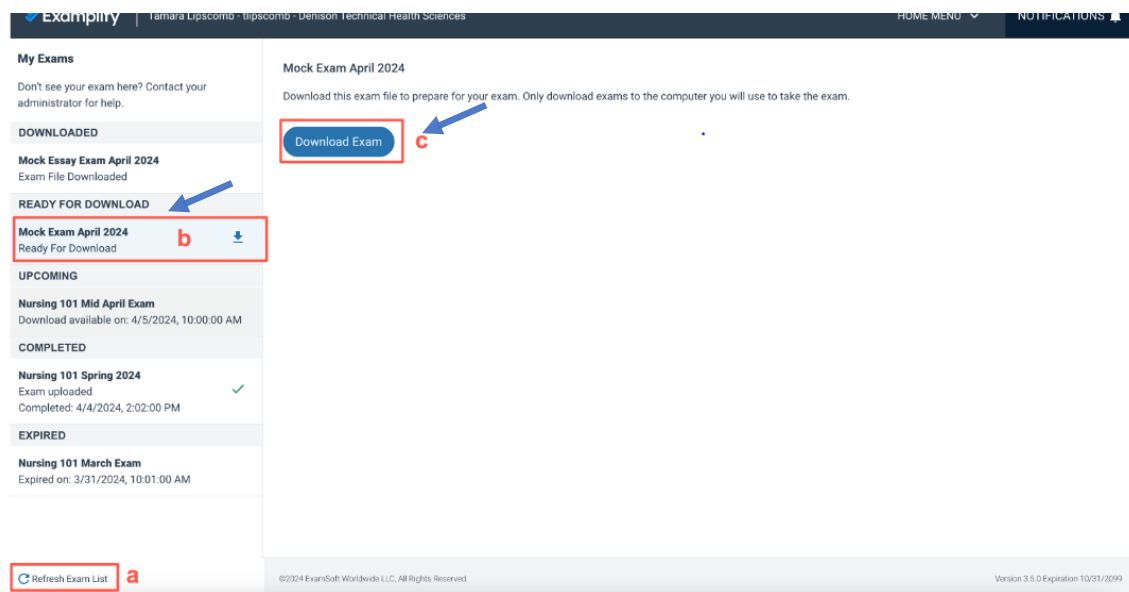 Examplify
Tamara Lipscomb - tlipscomb - Denison Technical Health Sciences
HOME MENU
NOTIFICATIONS
My Exams
Don't see your exam here? Contact your
administrator for help.
DOWNLOADED
Mock Essay Exam April 2024
Exam File Downloaded
READY FOR DOWNLOAD
Mock Exam April 2024
Ready For Download
b
UPCOMING
Nursing 101 Mid April Exam
Download available on: 4/5/2024, 10:00:00 AM
COMPLETED
Nursing 101 Spring 2024
Exam uploaded
Completed: 4/4/2024, 2:02:00 PM
EXPIRED
Nursing 101 March Exam
Expired on: 3/31/2024, 10:01:00 AM
Refresh Exam List
a
Mock Exam April 2024
Download this exam file to prepare for your exam. Only download exams to the computer you will use to take the exam.
Download Exam
c
©2024 ExamSoft Worldwide LLC, All Rights Reserved.
Version 3.5.0 Expiration 10/31/2099